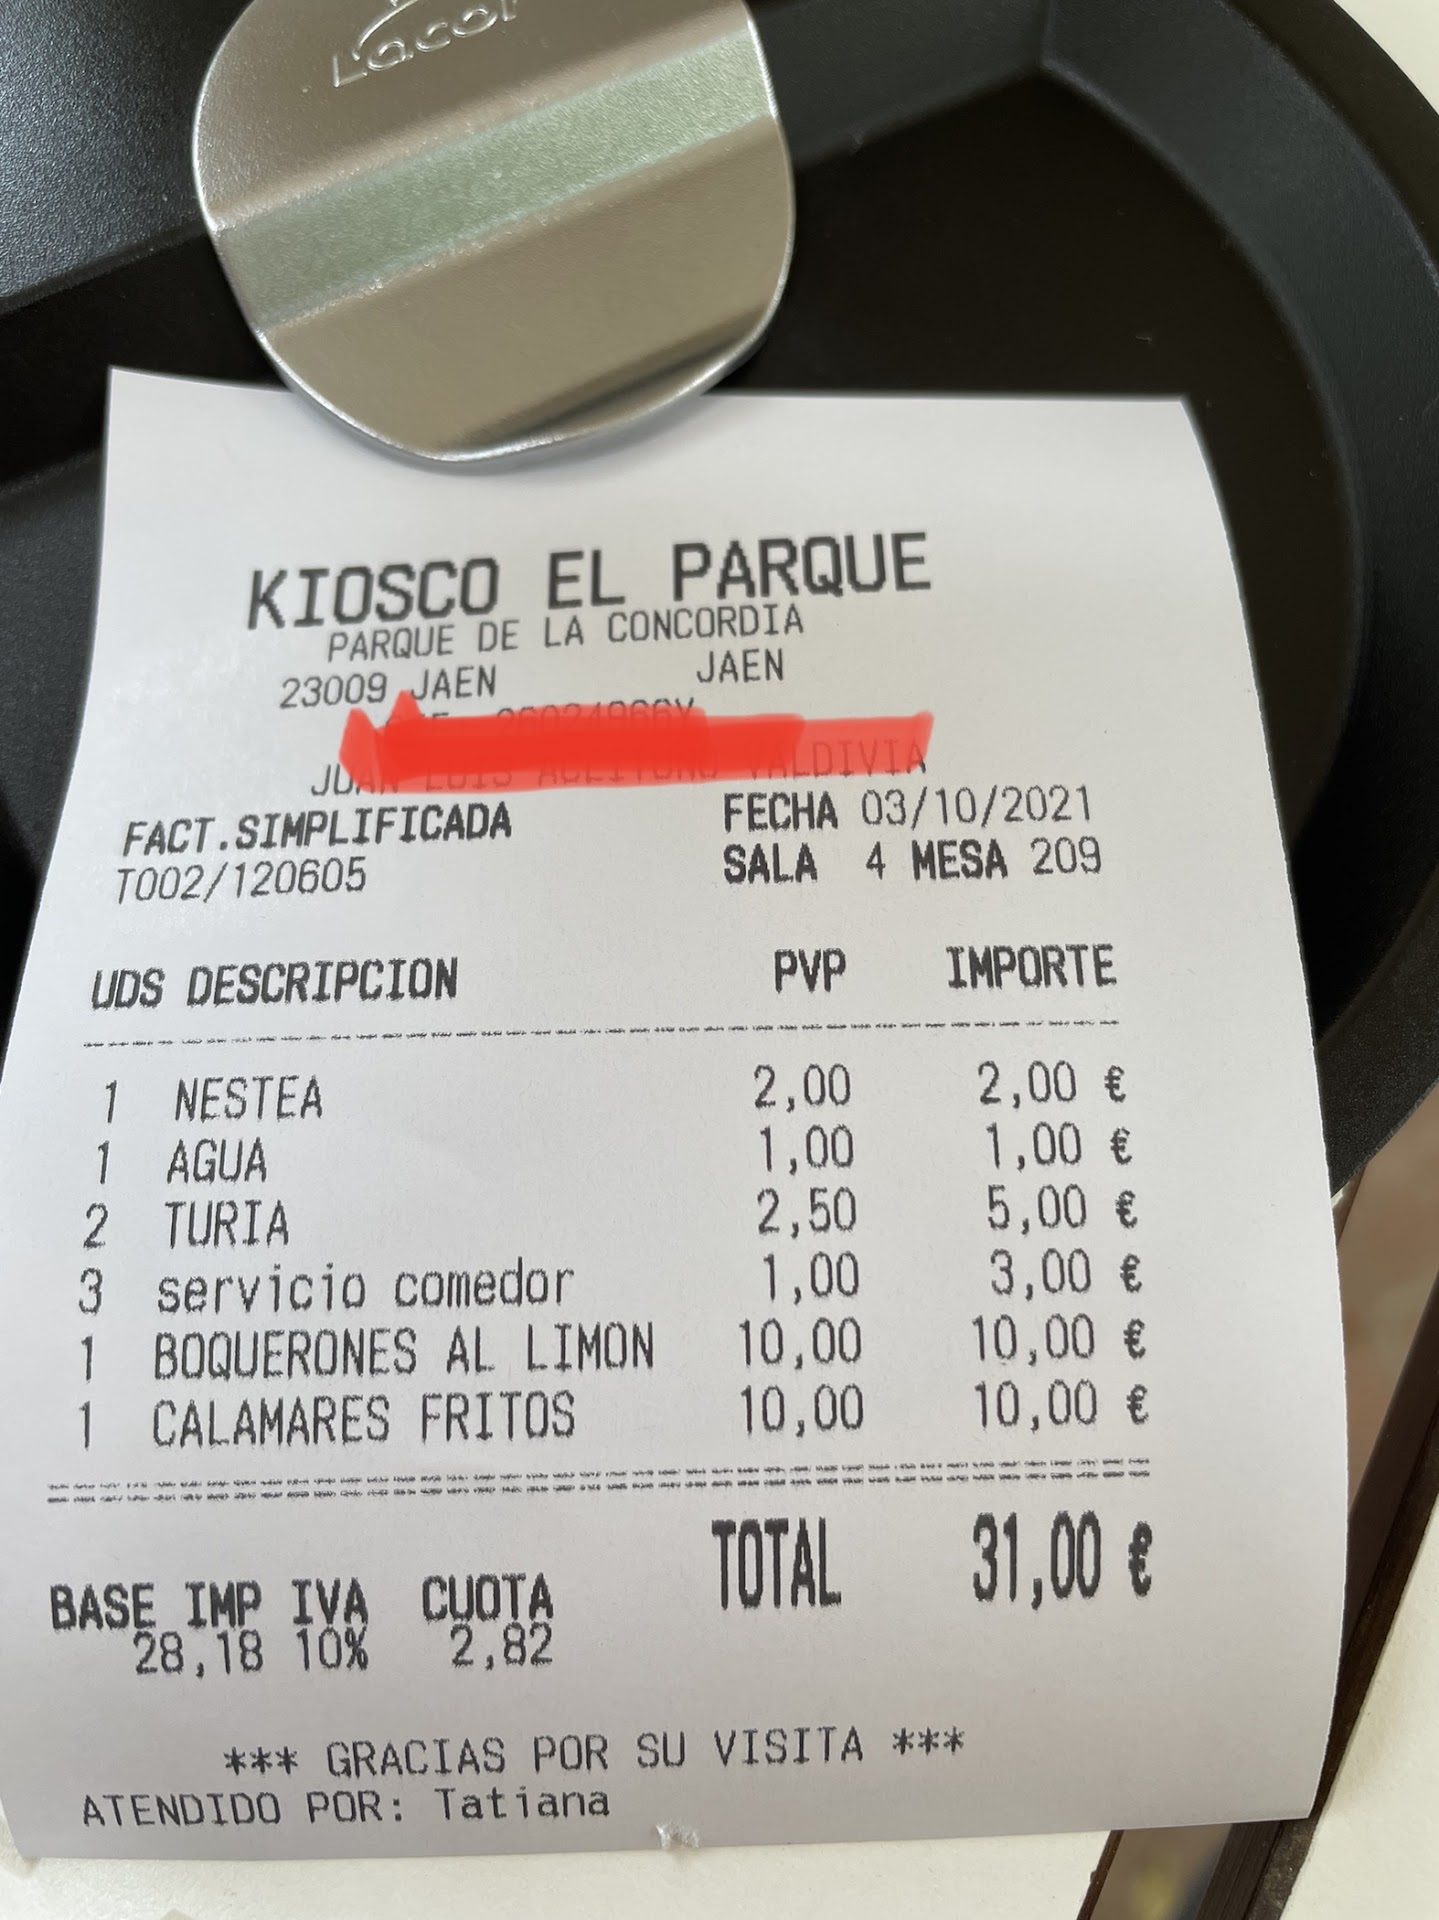 Lacor
KIOSCO EL PARQUE
PARQUE DE LA CONCORDIA
23009 JAEN JAEN
VALDIVIA
FACT.SIMPLIFICADA FECHA 03/10/2021
T002/120605 SALA 4 MESA 209
UDS DESCRIPCION PVP IMPORTE
1 NESTEA 2,00 2,00 €
1 AGUA 1,00 1,00 €
2 TURIA 2,50 5,00 €
3 servicio comedor 1,00 3,00 €
1 BOQUERONES AL LIMON 10,00 10,00 €
1 CALAMARES FRITOS 10,00 10,00 €
TOTAL 31,00 €
BASE IMP IVA CUOTA
28,18 10% 2,82
*** GRACIAS POR SU VISITA ***
ATENDIDO POR: Tatiana